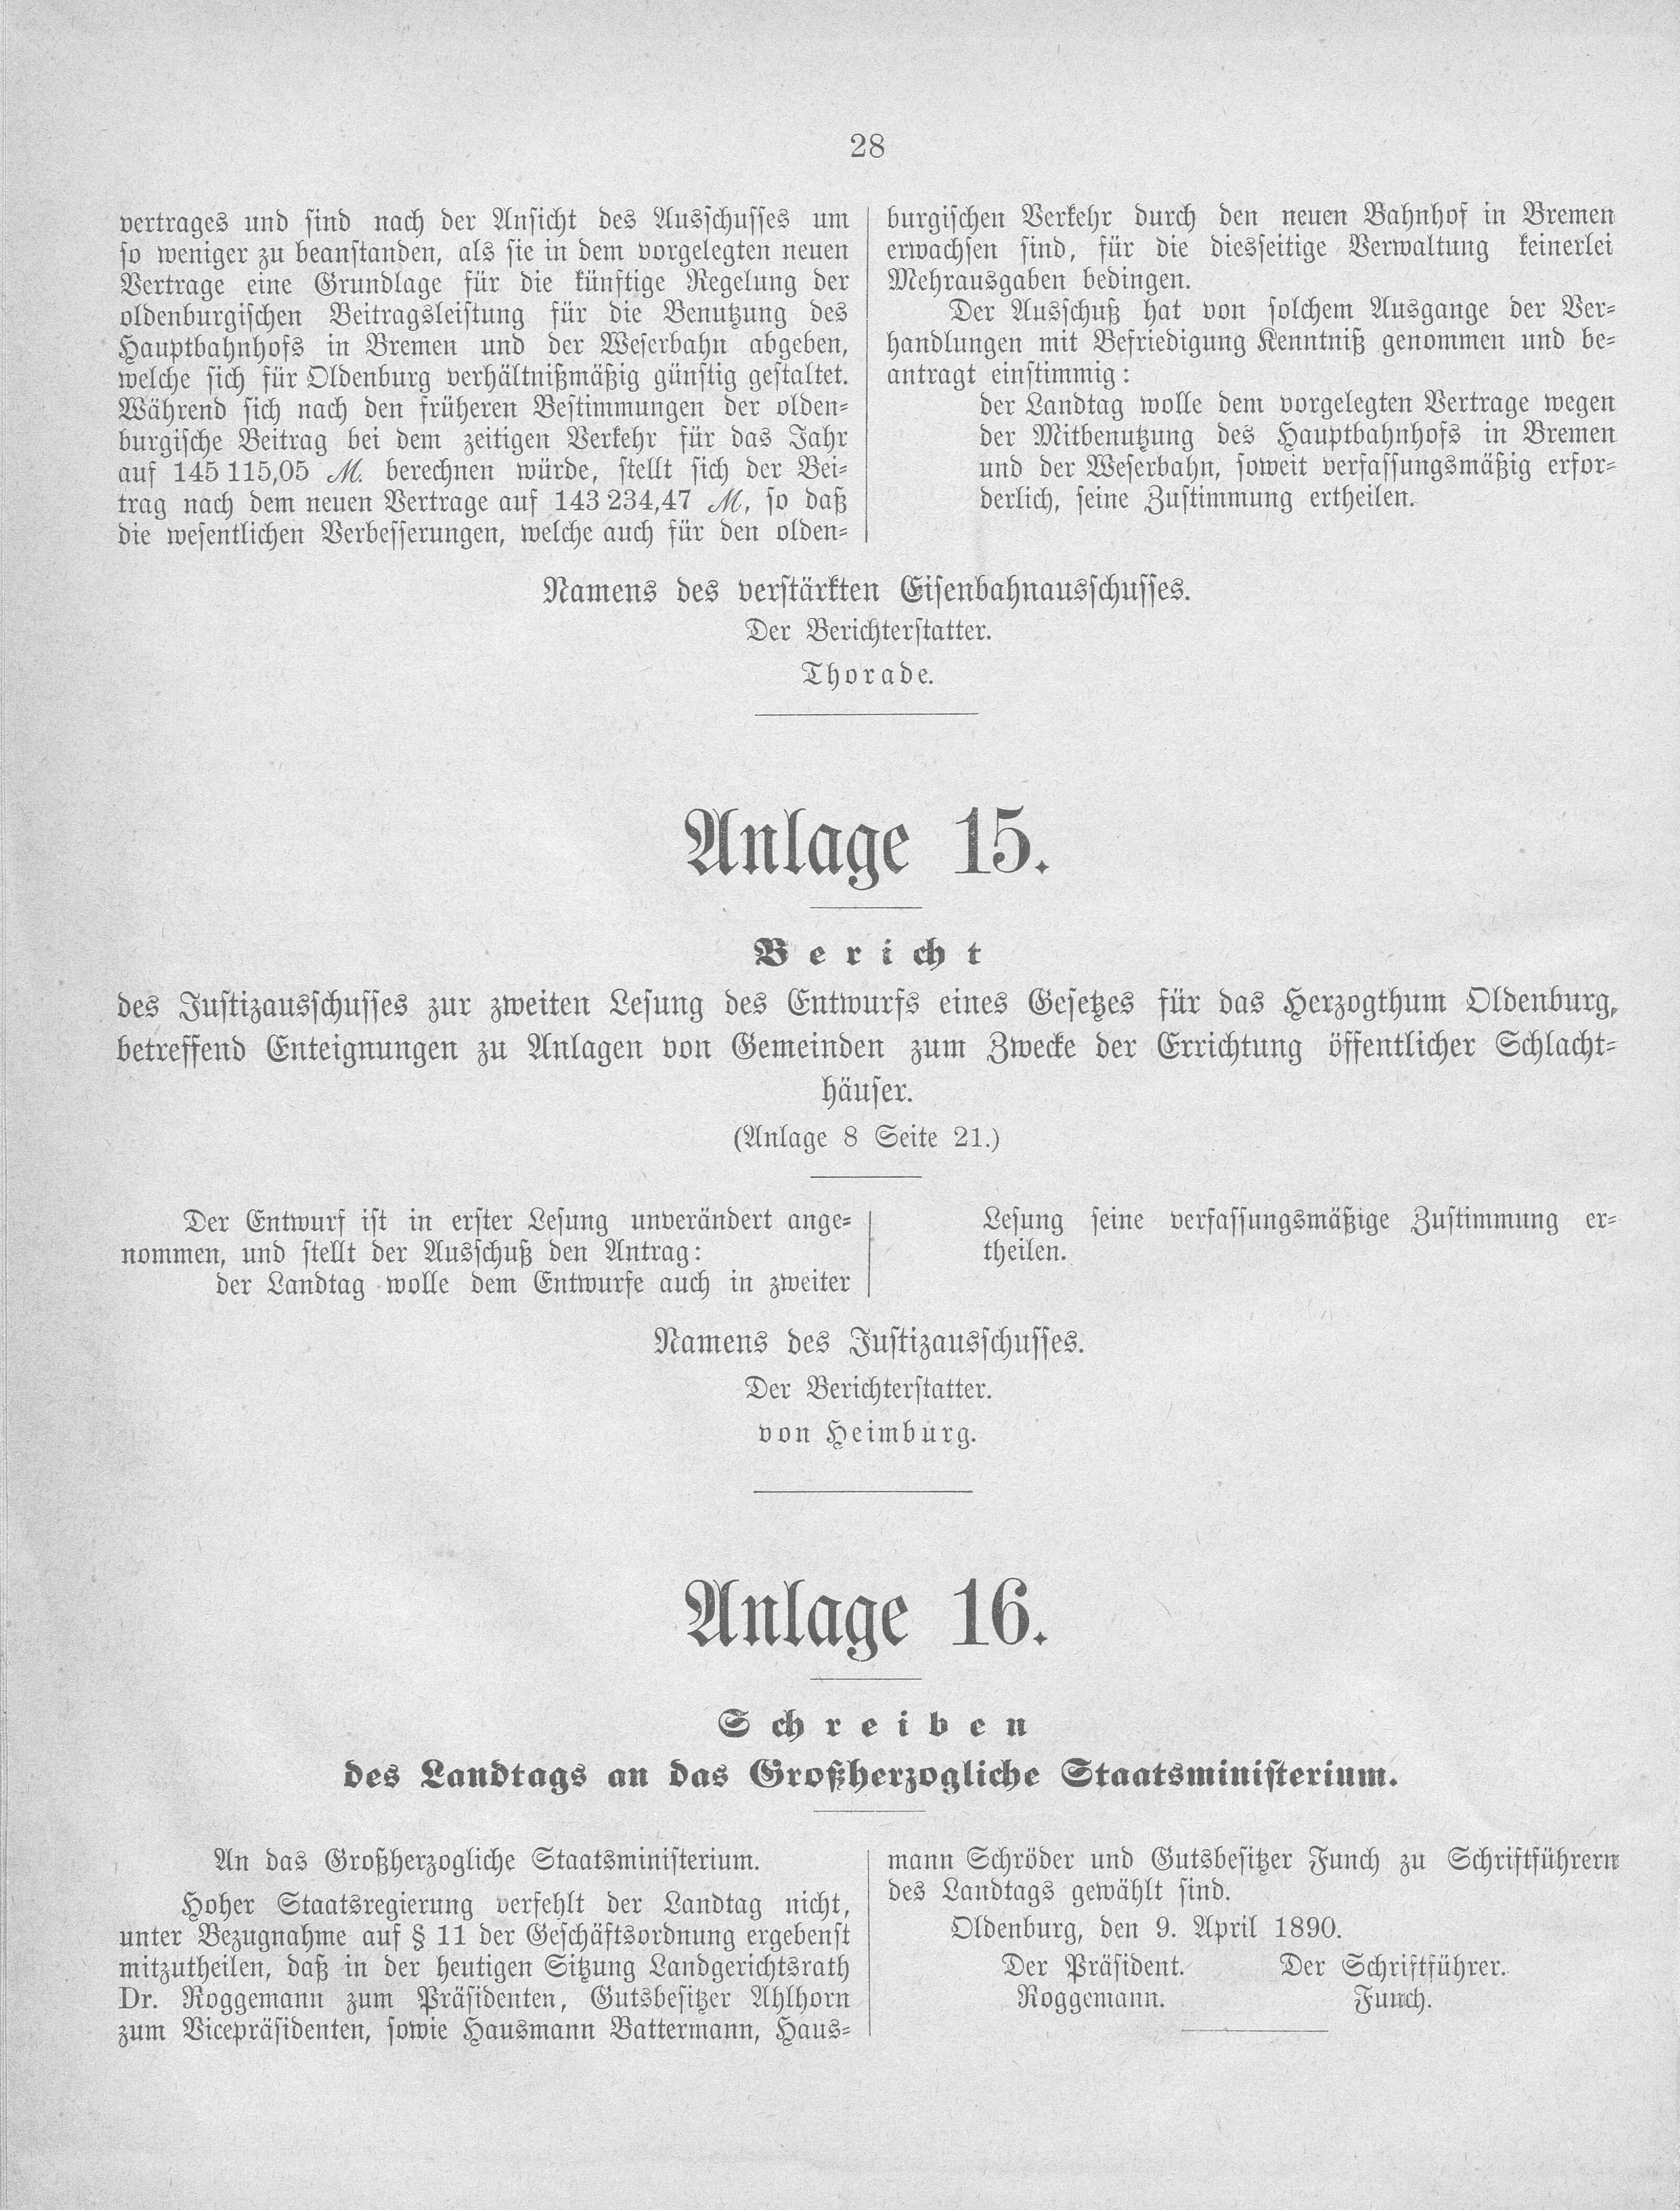 28
vertrages und sind nach der Ansicht des Ausschusses um
so weniger zu beanstanden, als sie in dem vorgelegten neuen
Vertrage eine Grundlage für die künftige Regelung der
oldenburgischen Beitragsleistung für die Benutzung des
Hauptbahnhofs in Bremen und der Weserbahn abgeben,
welche sich für Oldenburg verhältnißmäßig günstig gestaltet.
Während sich nach den früheren Bestimmungen der olden-
burgische Beitrag bei dem zeitigen Verkehr für das Jahr
auf 145 115,05 M. berechnen würde, stellt sich der Bei-
trag nach dem neuen Vertrage auf 143 234,47 M, so daß
die wesentlichen Verbesserungen, welche auch für den olden-
burgischen Verkehr durch den neuen Bahnhof in Bremen
erwachsen sind, für die diesseitige Verwaltung keinerlei
Mehrausgaben bedingen.
Der Ausschuß hat von solchem Ausgange der Ver-
handlungen mit Befriedigung Kenntniß genommen und be-
antragt einstimmig:
der Landtag wolle dem vorgelegten Vertrage wegen
der Mitbenutzung des Hauptbahnhofs in Bremen
und der Weserbahn, soweit verfassungsmäßig erfor-
derlich, seine Zustimmung ertheilen.
Namens des verstärkten Eisenbahnausschusses.
Der Berichterstatter.
Thorade.
Anlage 15.
Bericht
des Justizausschusses zur zweiten Lesung des Entwurfs eines Gesetzes für das Herzogthum Oldenburg,
betreffend Enteignungen zu Anlagen von Gemeinden zum Zwecke der Errichtung öffentlicher Schlacht-
häuser.
(Anlage 8 Seite 21.)
Der Entwurf ist in erster Lesung unverändert ange-
nommen, und stellt der Ausschuß den Antrag:
der Landtag wolle dem Entwurfe auch in zweiter
Lesung seine verfassungsmäßige Zustimmung er-
theilen.
Namens des Justizausschusses.
Der Berichterstatter.
von Heimburg.
Anlage 16.
Schreiben
des Landtags an das Großherzogliche Staatsministerium.
An das Großherzogliche Staatsministerium.
Hoher Staatsregierung verfehlt der Landtag nicht,
unter Bezugnahme auf § 11 der Geschäftsordnung ergebenst
mitzutheilen, daß in der heutigen Sitzung Landgerichtsrath
Dr. Roggemann zum Präsidenten, Gutsbesitzer Ahlhorn
zum Vicepräsidenten, sowie Hausmann Battermann, Haus-
mann Schröder und Gutsbesitzer Funch zu Schriftführern
des Landtags gewählt sind.
Oldenburg, den 9. April 1890.
Der Präsident. Der Schriftführer.
Roggemann. Funch.